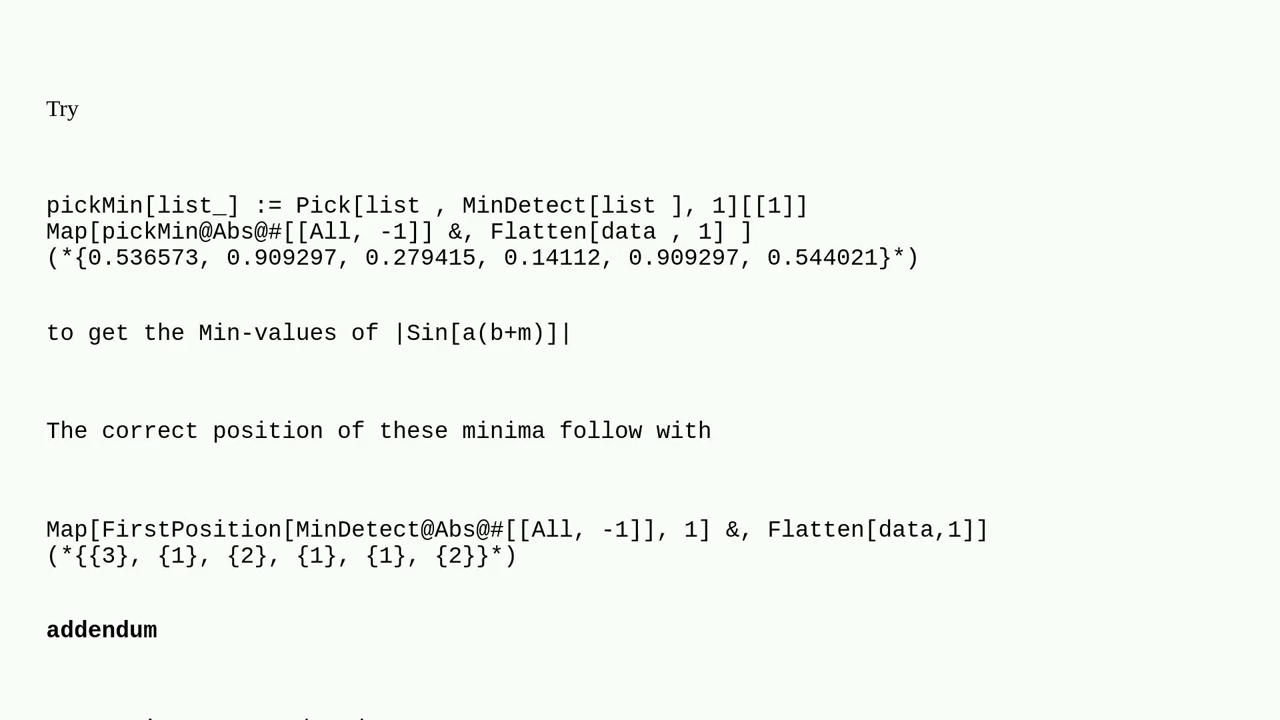 Try
pickMin[list_] := Pick[list , MinDetect[list ], 1][[1]]
Map[pickMin@Abs@#[[All, -1]] &, Flatten[data , 1] ]
(*{0.536573, 0.909297, 0.279415, 0.14112, 0.909297, 0.544021}*)
to get the Min-values of |Sin[a(b+m)]|
The correct position of these minima follow with
Map[FirstPosition[MinDetect@Abs@#[[All, -1]], 1] &, Flatten[data,1]]
(*{{3}, {1}, {2}, {1}, {1}, {2}}*)
addendum